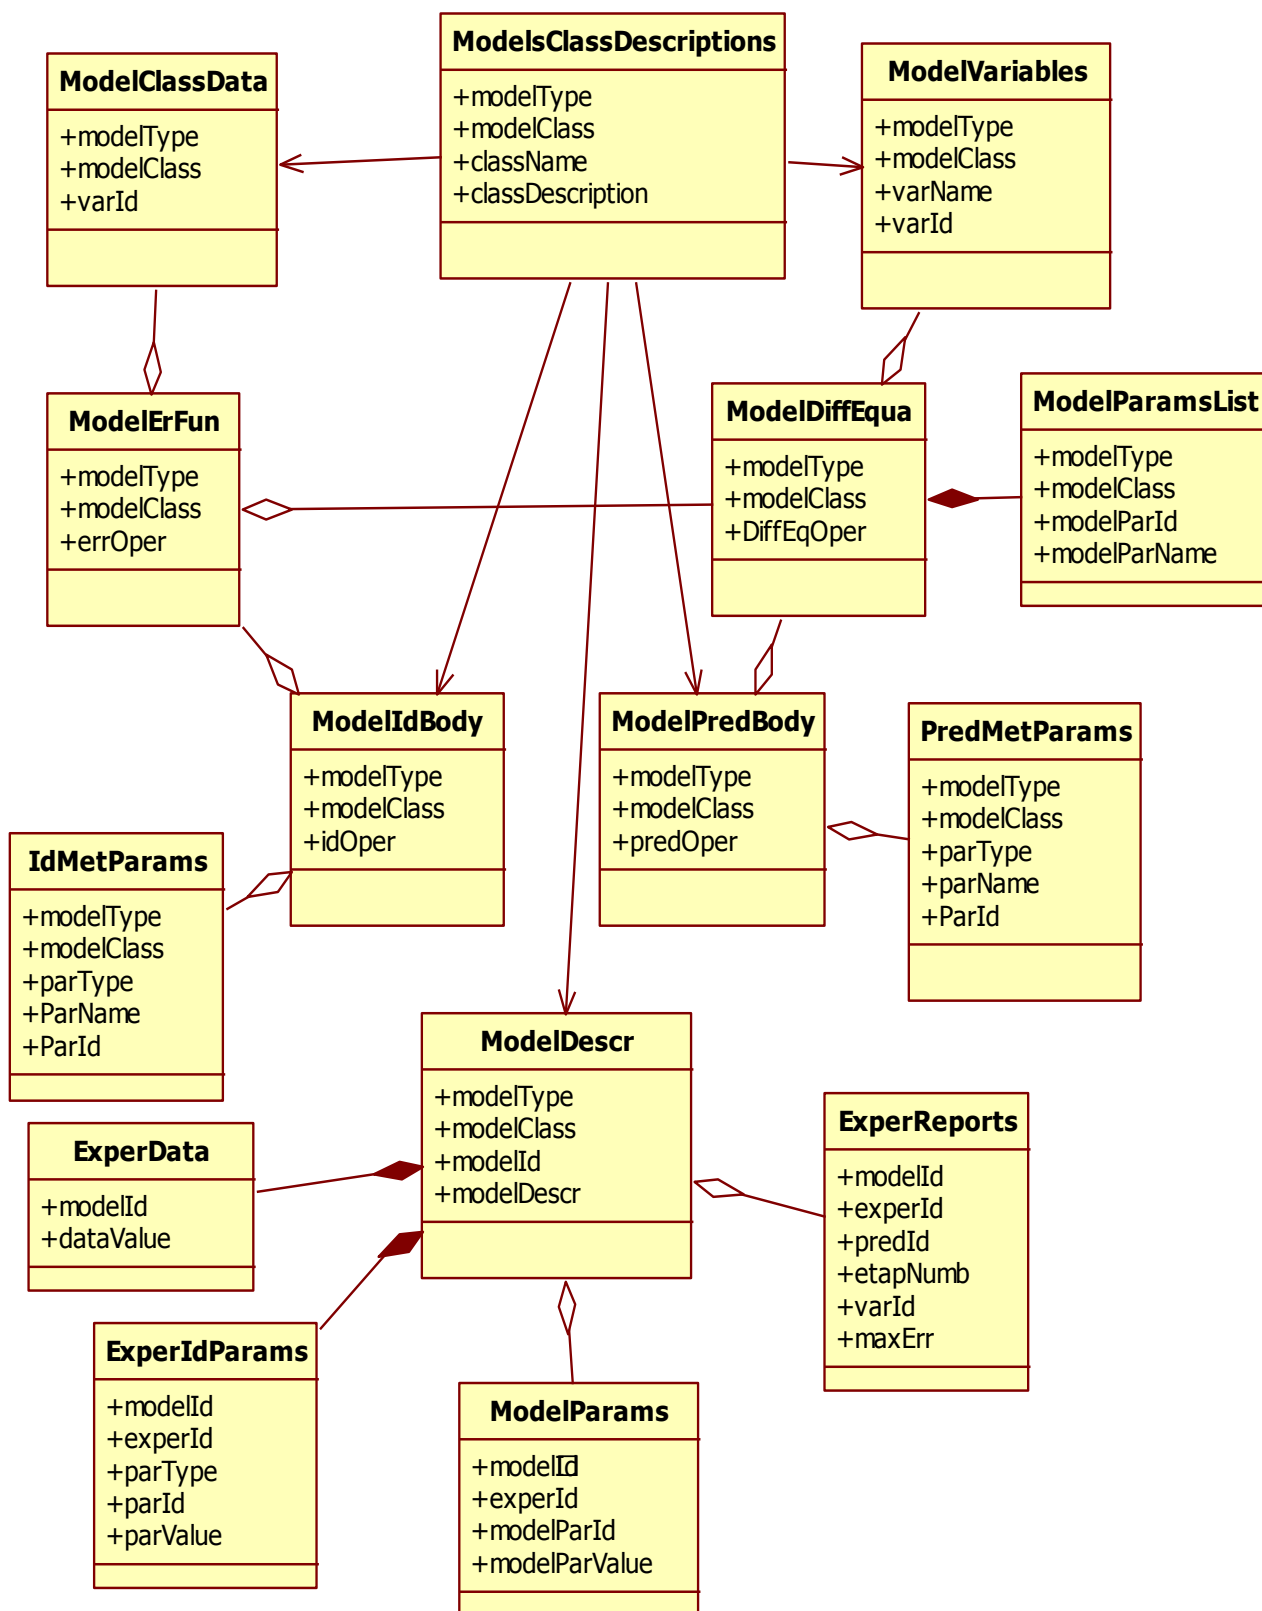 ModelsClassDescriptions
+modelType
+modelClass
+className
+classDescription
ModelClassData
+modelType
+modelClass
+varId
ModelVariables
+modelType
+modelClass
+varName
+varId
ModelErFun
+modelType
+modelClass
+errOper
ModelDiffEqua
+modelType
+modelClass
+DiffEqOper
ModelParamsList
+modelType
+modelClass
+modelParId
+modelParName
ModelIdBody
+modelType
+modelClass
+idOper
ModelPredBody
+modelType
+modelClass
+predOper
PredMetParams
+modelType
+modelClass
+parType
+parName
+ParId
IdMetParams
+modelType
+modelClass
+parType
+ParName
+ParId
ModelDescr
+modelType
+modelClass
+modelId
+modelDescr
ExperData
+modelId
+dataValue
ExperReports
+modelId
+experId
+predId
+etapNumb
+varId
+maxErr
ExperIdParams
+modelId
+experId
+parType
+parId
+parValue
ModelParams
+modelId
+experId
+modelParId
+modelParValue